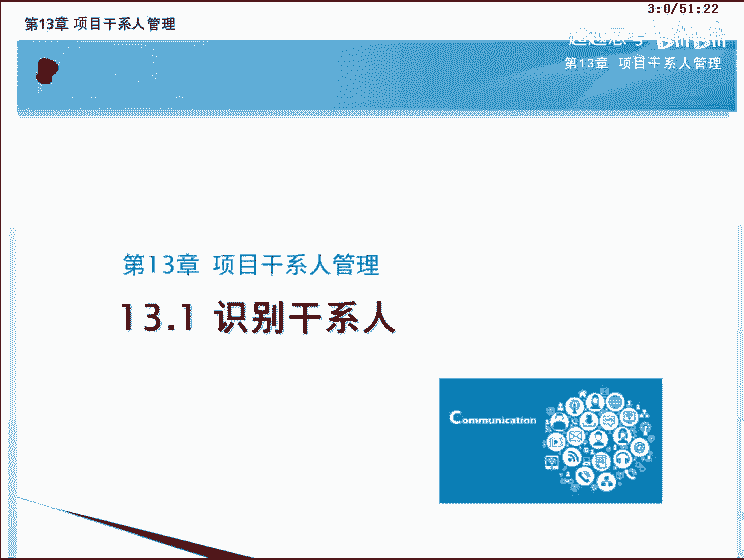 3:0/51:22
第13章 项目干系人管理
第13章 项目干系人管理
第13章 项目干系人管理
13.1 识别干系人
Communication